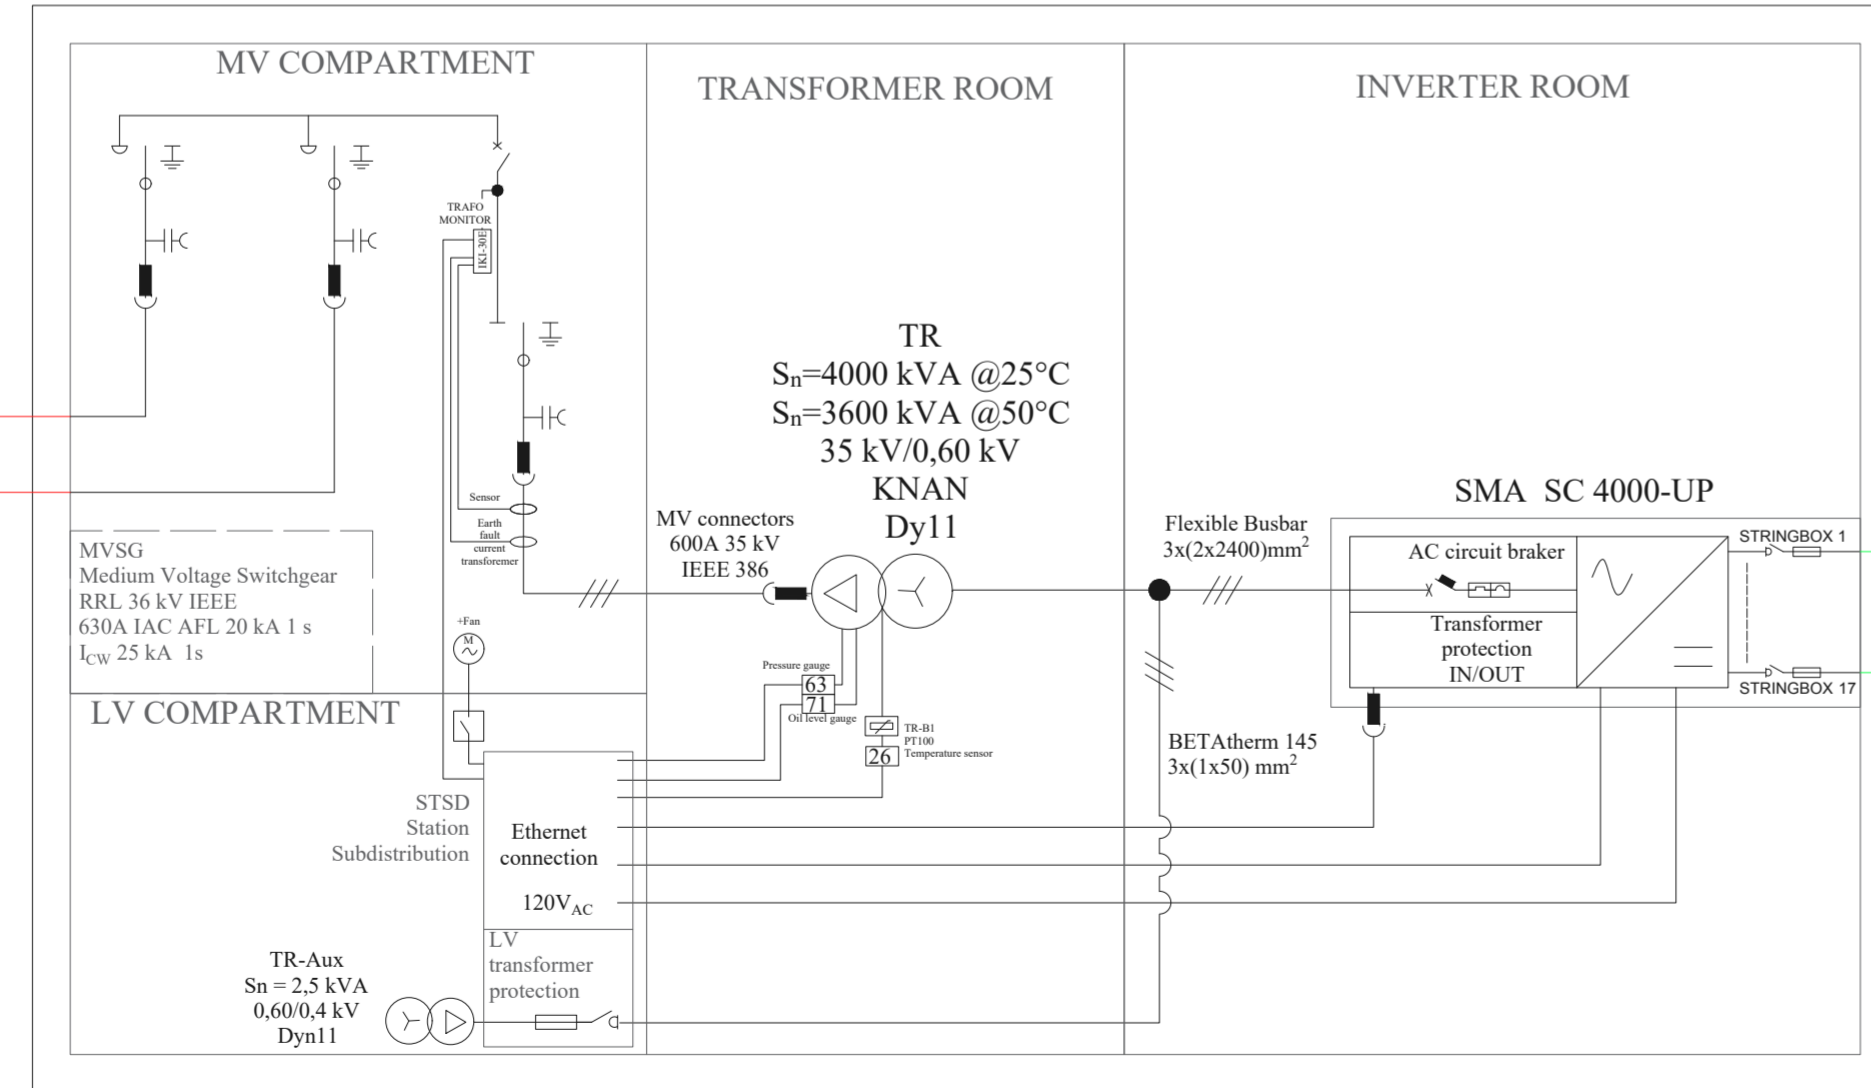 MV COMPARTMENT
TRANSFORMER ROOM
INVERTER ROOM
TRAFO
MONITOR
IKI-30E
TR
Sn=4000 kVA @25°C
Sn=3600 kVA @50°C
35 kV/0,60 kV
KNAN
Dy11
Sensor
Earth
fault
current
transforemer
MV connectors
600A 35 kV
IEEE 386
Flexible Busbar
3x(2x2400)mm²
SMA SC 4000-UP
AC circuit braker
Transformer
protection
IN/OUT
STRINGBOX 1
STRINGBOX 17
MVSG
Medium Voltage Switchgear
RRL 36 kV IEEE
630A IAC AFL 20 kA 1 s
ICW 25 kA 1s
+Fan
M
Pressure gauge
63
71
Oil level gauge
TR-B1
PT100
Temperature sensor
26
BETAtherm 145
3x(1x50) mm²
LV COMPARTMENT
STSD
Station
Subdistribution
Ethernet
connection
120VAC
LV
transformer
protection
TR-Aux
Sn = 2,5 kVA
0,60/0,4 kV
Dyn11